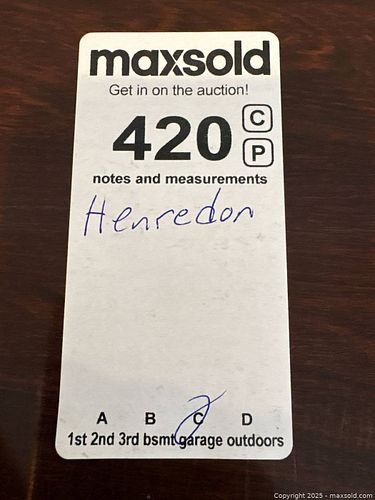 maxsold
Get in on the auction!
420 C
P
notes and measurements
Henredon
A B C D
1st 2nd 3rd bsmt garage outdoors
Copyright © 2025 - maxsold.com